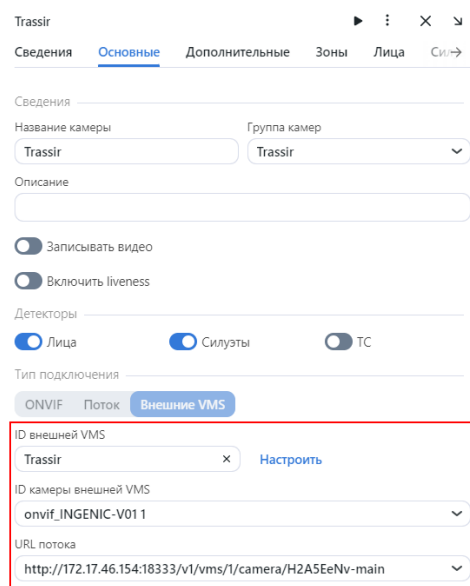 Trassir
Сведения Основные Дополнительные Зоны Лица
Сведения
Название камеры Группа камер
Trassir Trassir
Описание
Записывать видео
Включить liveness
Детекторы
Лица Силуэты ТС
Тип подключения
ONVIF Поток Внешние VMS
ID внешней VMS
Trassir Настроить
ID камеры внешней VMS
onvif_INGENIC-V01 1
URL потока
http://172.17.46.154:18333/v1/vms/1/camera/H2A5EeNv-main